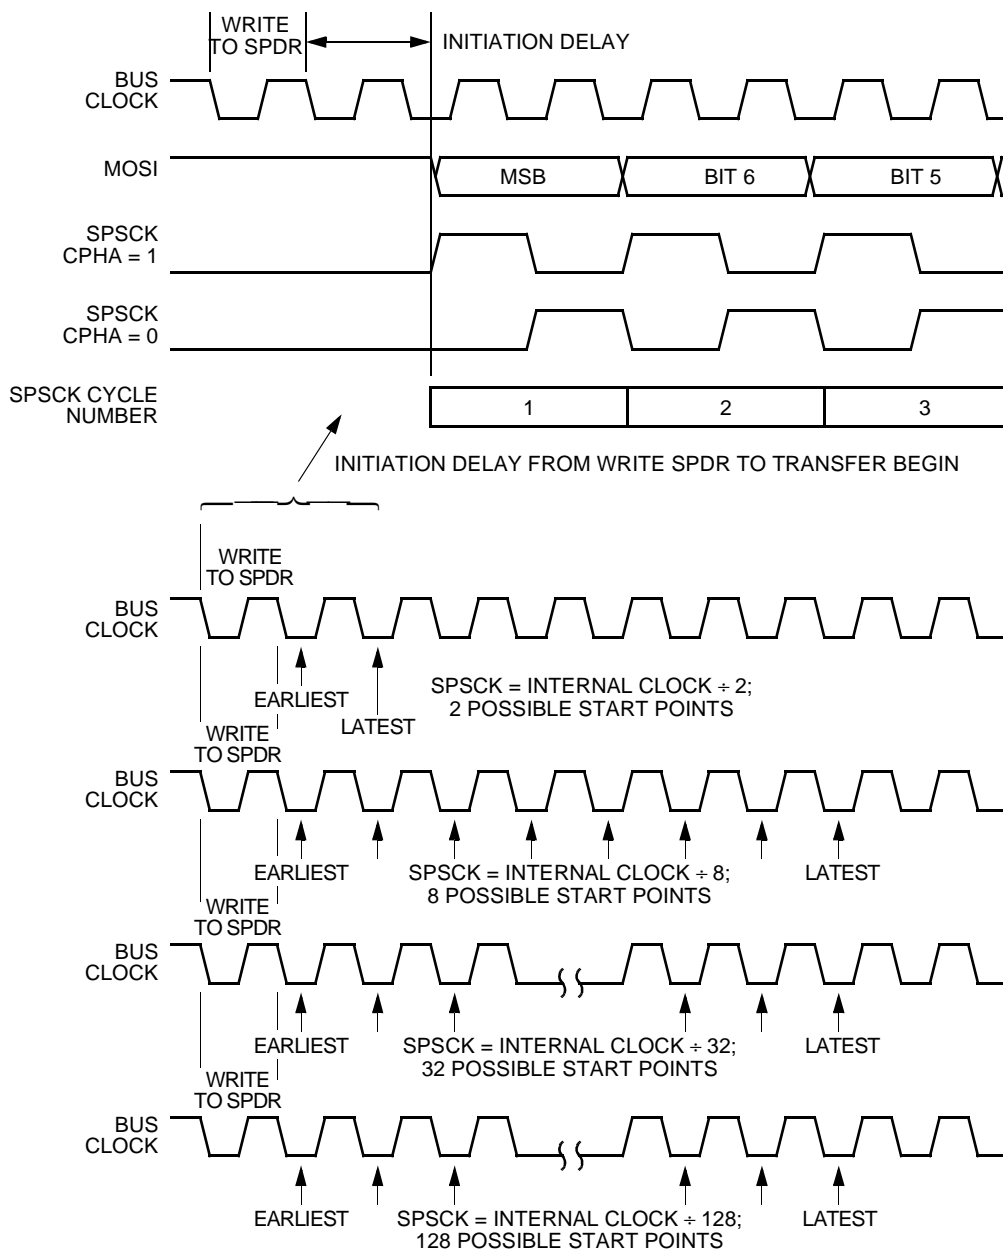 WRITE
TO SPDR
INITIATION DELAY
BUS
CLOCK
MOSI
MSB
BIT 6
BIT 5
SPSCK
CPHA = 1
SPSCK
CPHA = 0
SPSCK CYCLE
NUMBER
1
2
3
INITIATION DELAY FROM WRITE SPDR TO TRANSFER BEGIN
WRITE
TO SPDR
BUS
CLOCK
EARLIEST
LATEST
SPSCK = INTERNAL CLOCK ÷ 2;
2 POSSIBLE START POINTS
WRITE
TO SPDR
BUS
CLOCK
EARLIEST
SPSCK = INTERNAL CLOCK ÷ 8;
8 POSSIBLE START POINTS
LATEST
WRITE
TO SPDR
BUS
CLOCK
EARLIEST
SPSCK = INTERNAL CLOCK ÷ 32;
32 POSSIBLE START POINTS
LATEST
WRITE
TO SPDR
BUS
CLOCK
EARLIEST
SPSCK = INTERNAL CLOCK ÷ 128;
128 POSSIBLE START POINTS
LATEST